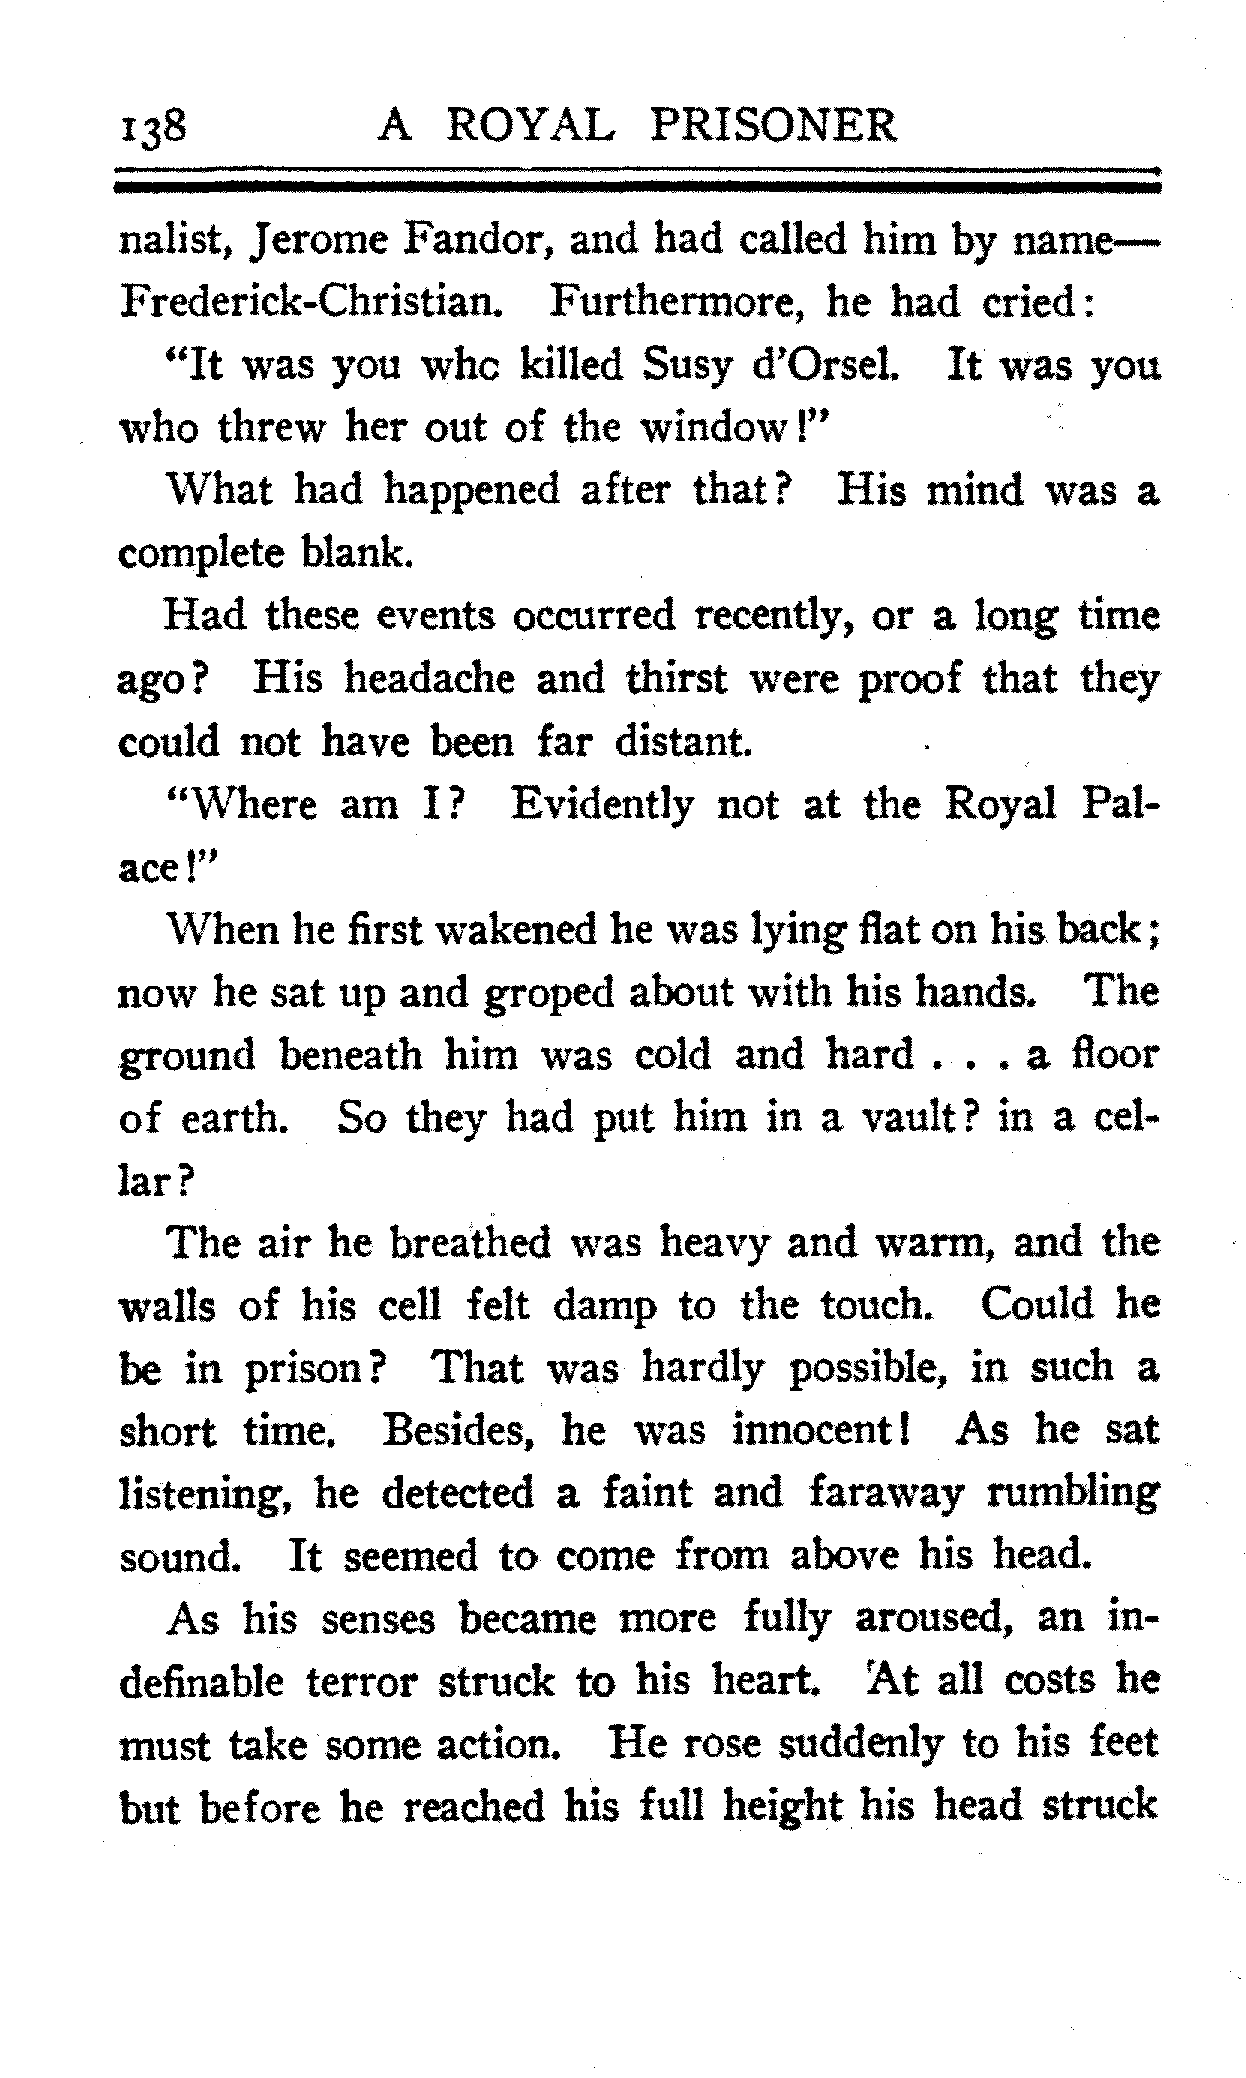 138 A ROYAL PRISONER
nalist, Jerome Fandor, and had called him by name—
Frederick-Christian. Furthermore, he had cried:
"It was you who killed Susy d'Orsel. It was you
who threw her out of the window!"
What had happened after that? His mind was a
complete blank.
Had these events occurred recently, or a long time
ago? His headache and thirst were proof that they
could not have been far distant.
"Where am I? Evidently not at the Royal Pal-
ace!"
When he first wakened he was lying flat on his back;
now he sat up and groped about with his hands. The
ground beneath him was cold and hard . . . a floor
of earth. So they had put him in a vault? in a cel-
lar?
The air he breathed was heavy and warm, and the
walls of his cell felt damp to the touch. Could he
be in prison? That was hardly possible, in such a
short time. Besides, he was innocent! As he sat
listening, he detected a faint and faraway rumbling
sound. It seemed to come from above his head.
As his senses became more fully aroused, an in-
definable terror struck to his heart. At all costs he
must take some action. He rose suddenly to his feet
but before he reached his full height his head struck